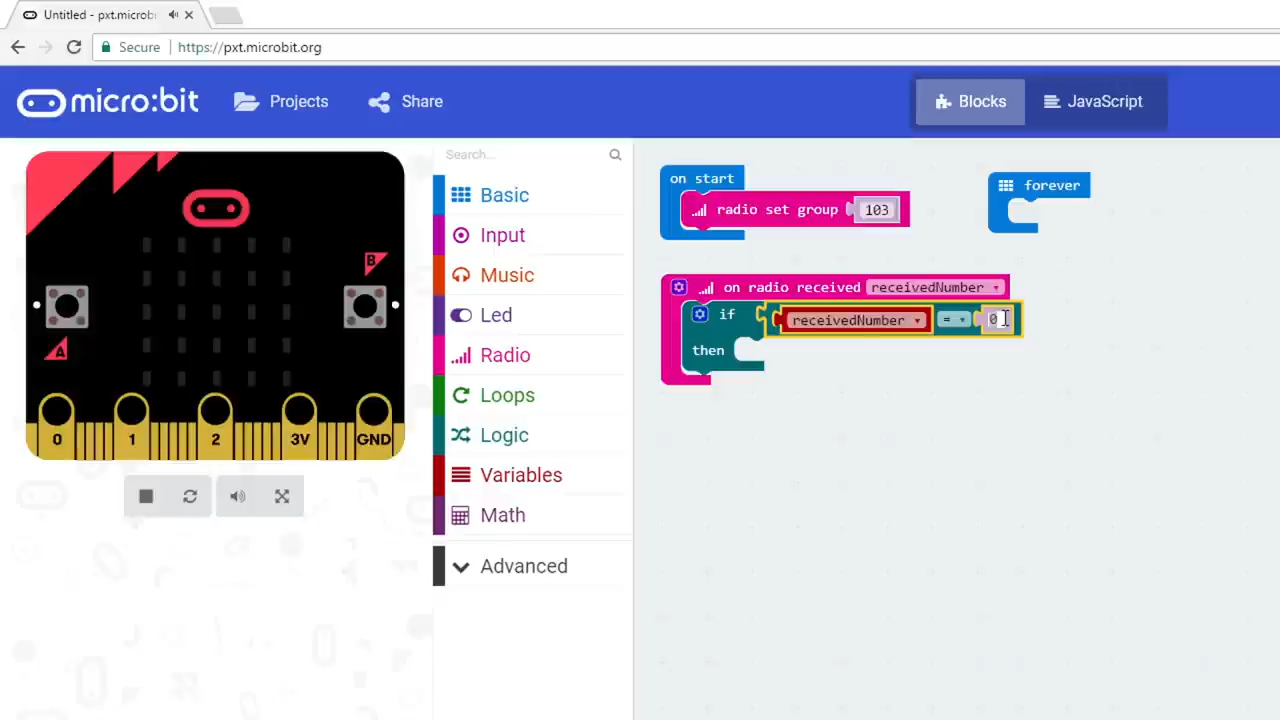 Untitled - pxt.microbi
Secure https://pxt.microbit.org
micro:bit Projects Share Blocks JavaScript
Search...
Basic
Input
Music
Led
Radio
Loops
Logic
Variables
Math
Advanced
B
A
0 1 2 3V GND
on start
radio set group 103
forever
on radio received receivedNumber
if receivedNumber = 0
then